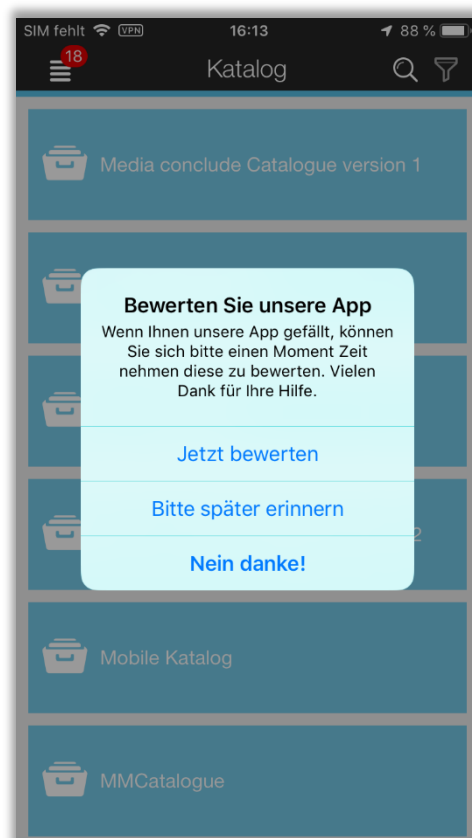 SIM fehlt VPN 16:13 88 %
18
Katalog
Media conclude Catalogue version 1
Bewerten Sie unsere App
Wenn Ihnen unsere App gefällt, können
Sie sich bitte einen Moment Zeit
nehmen diese zu bewerten. Vielen
Dank für Ihre Hilfe.
Jetzt bewerten
Bitte später erinnern
2
Nein danke!
Mobile Katalog
MMCatalogue